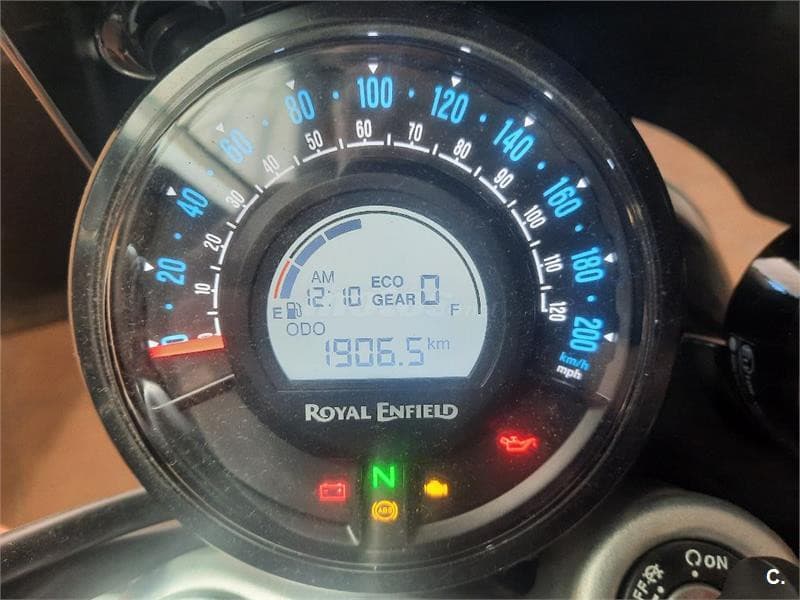 0 20 40 60 80 100 120 140 160 180 200
0 10 20 30 40 50 60 70 80 90 100 110 120
km/h
mph
AM
12:10
ECO
GEAR 0
E F
ODO
1906.5 km
ROYAL ENFIELD
N
ABS
ON
C.